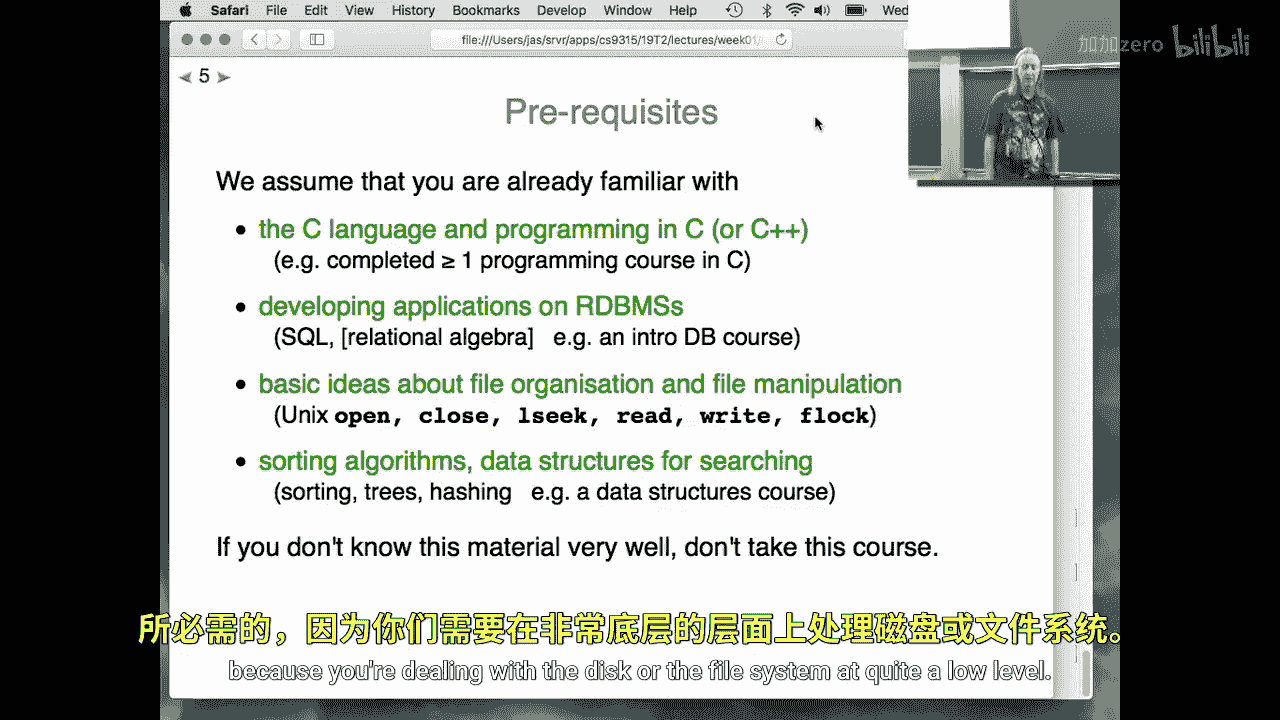 Safari File Edit View History Bookmarks Develop Window Help Wed
file:///Users/jas/srvr/apps/cs9315/19T2/lectures/week01/
加加zero bilibili
5
Pre-requisites
We assume that you are already familiar with
• the C language and programming in C (or C++)
(e.g. completed ≥ 1 programming course in C)
• developing applications on RDBMSs
(SQL, [relational algebra] e.g. an intro DB course)
• basic ideas about file organisation and file manipulation
(Unix open, close, lseek, read, write, flock)
• sorting algorithms, data structures for searching
(sorting, trees, hashing e.g. a data structures course)
If you don't know this material very well, don't take this course.
所必需的，因为你们需要在非常底层的层面上处理磁盘或文件系统。
because you're dealing with the disk or the file system at quite a low level.